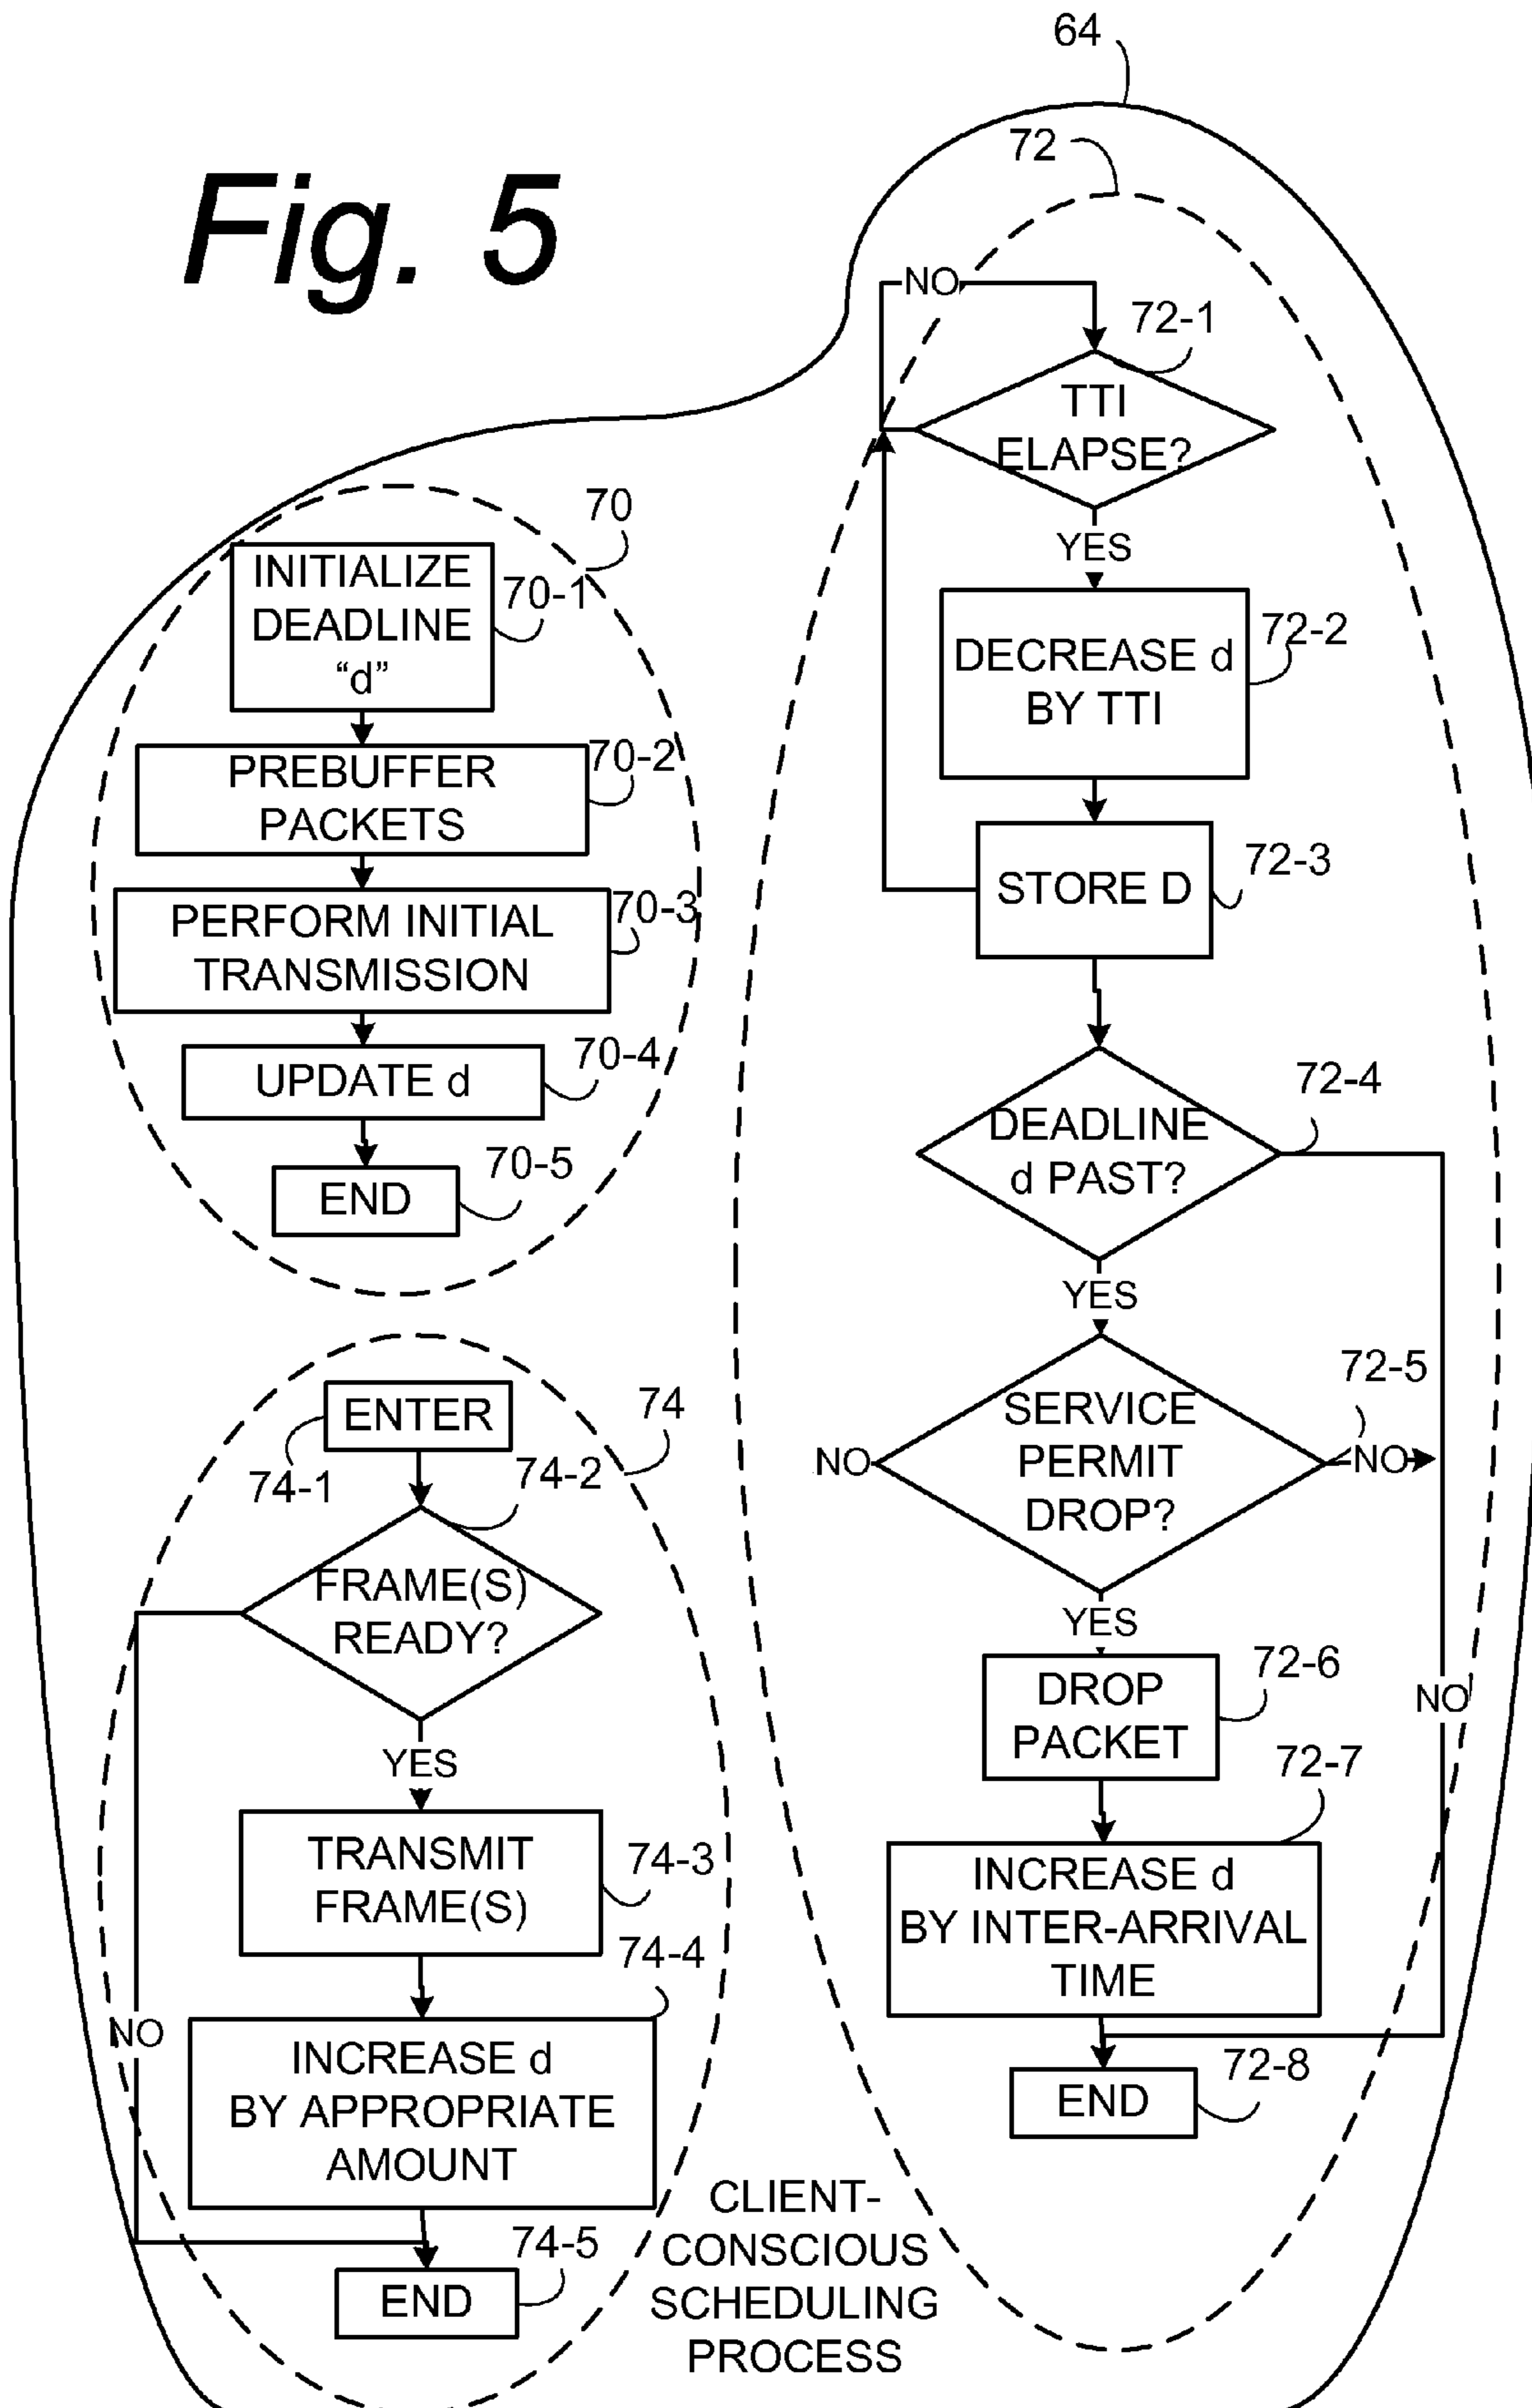 Fig. 5
64
72
NO
72-1
TTI
ELAPSE?
YES
DECREASE d
BY TTI
72-2
STORE D
72-3
DEADLINE
d PAST?
72-4
YES
SERVICE
PERMIT
DROP?
72-5
NO
NO
YES
DROP
PACKET
72-6
NO
72-7
INCREASE d
BY INTER-ARRIVAL
TIME
END
72-8
70
INITIALIZE
DEADLINE
“d”
70-1
PREBUFFER
PACKETS
70-2
PERFORM INITIAL
TRANSMISSION
70-3
UPDATE d
70-4
END
70-5
74
ENTER
74-1
74-2
FRAME(S)
READY?
YES
TRANSMIT
FRAME(S)
74-3
74-4
NO
INCREASE d
BY APPROPRIATE
AMOUNT
END
74-5
CLIENT-
CONSCIOUS
SCHEDULING
PROCESS